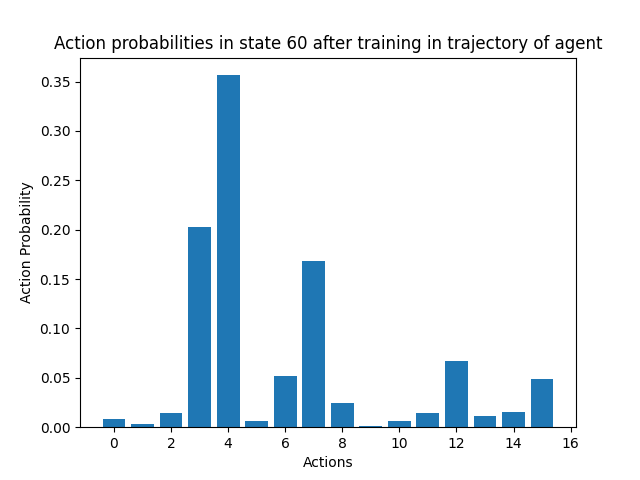 Action probabilities in state 60 after training in trajectory of agent
0.35
0.30
0.25
0.20
0.15
0.10
0.05
0.00
Action Probability
0 2 4 6 8 10 12 14 16
Actions